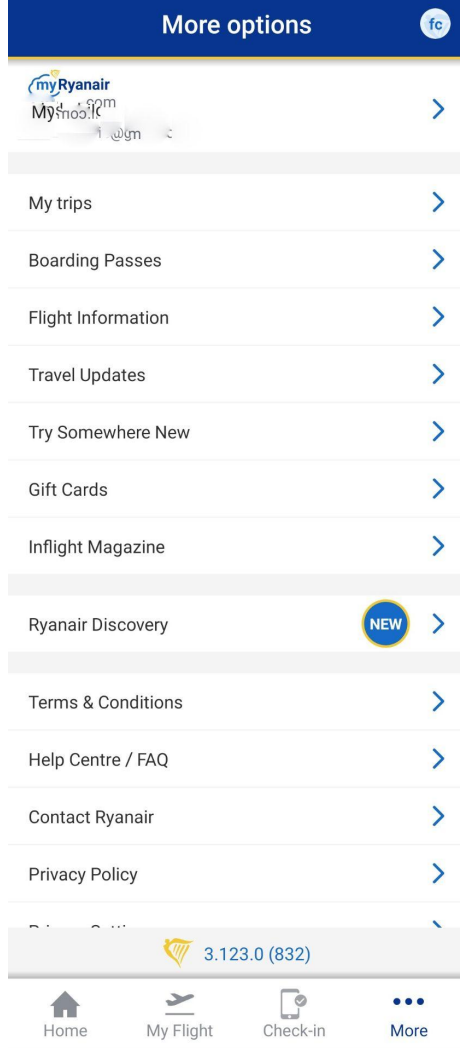 More options
fc
myRyanair
My trips
Boarding Passes
Flight Information
Travel Updates
Try Somewhere New
Gift Cards
Inflight Magazine
Ryanair Discovery
NEW
Terms & Conditions
Help Centre / FAQ
Contact Ryanair
Privacy Policy
3.123.0 (832)
Home
My Flight
Check-in
More